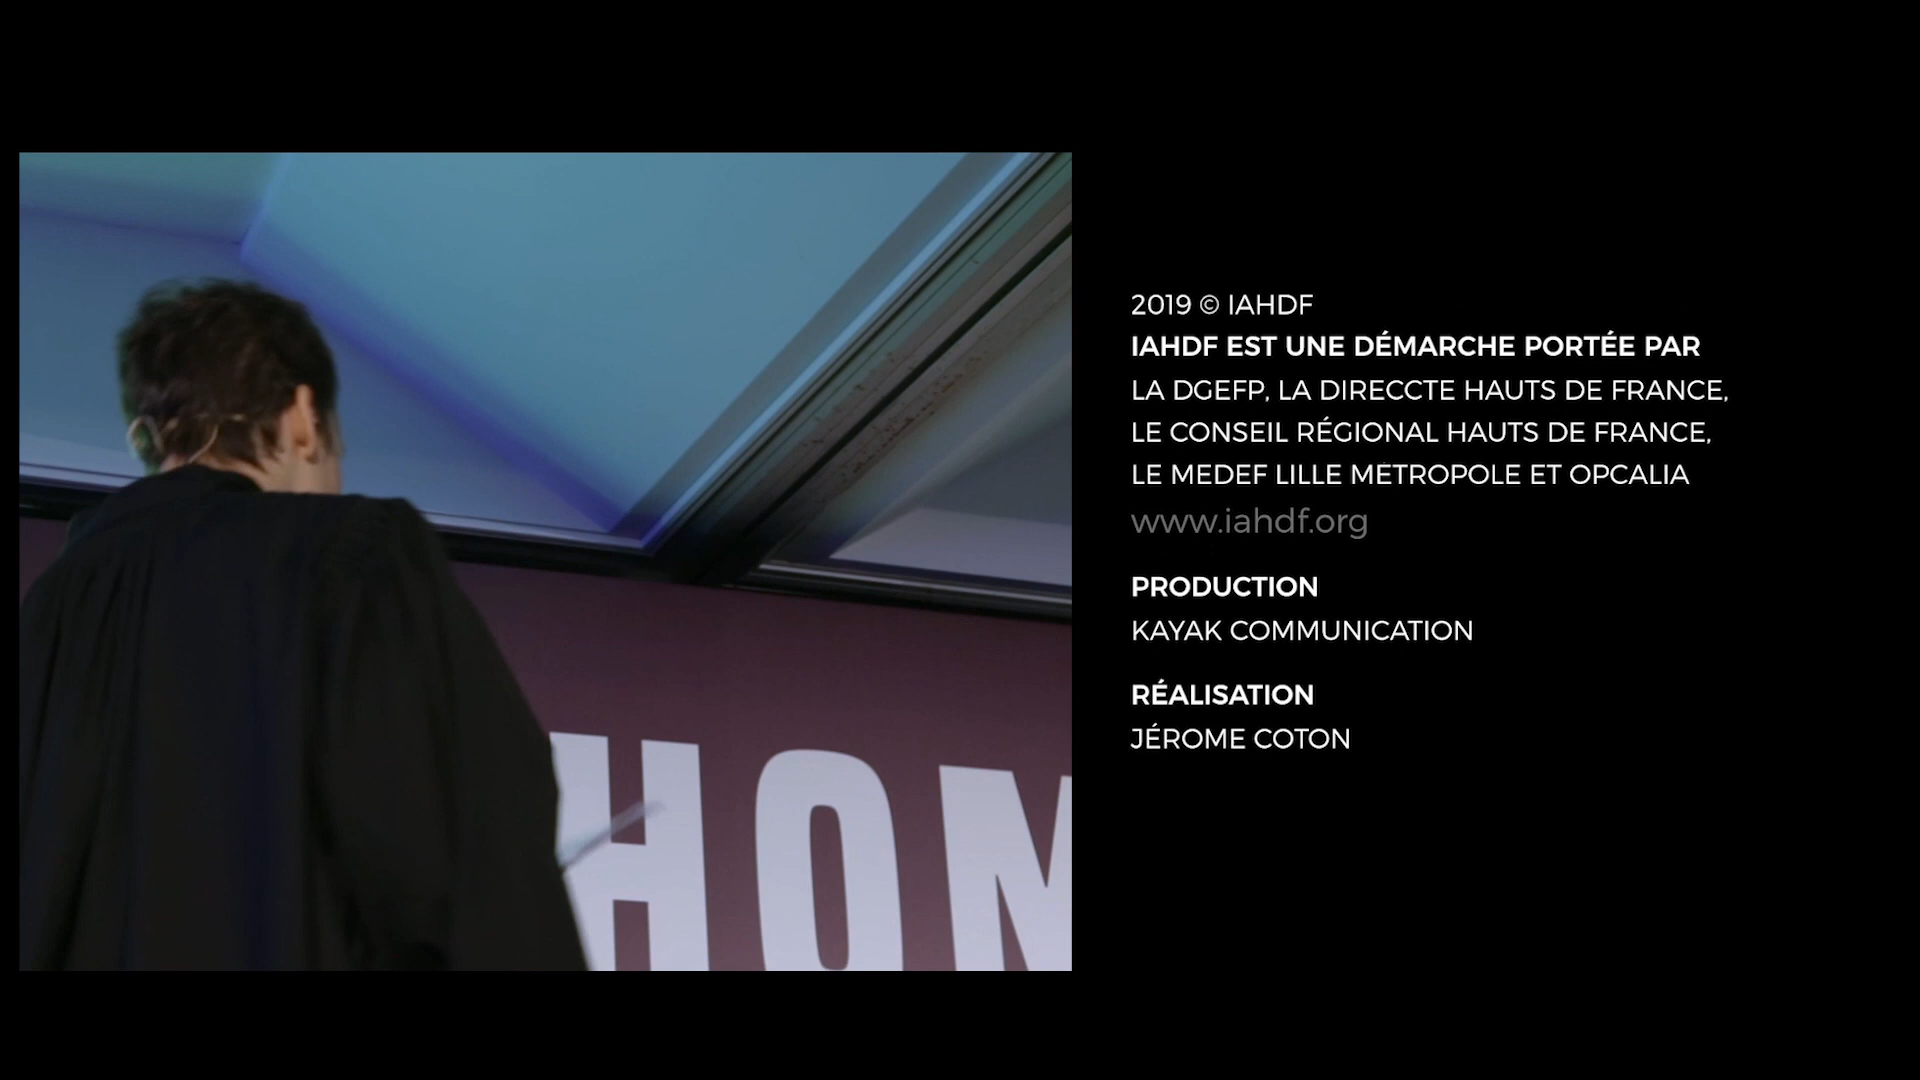 2019 © IAHDF
IAHDF EST UNE DÉMARCHE PORTÉE PAR
LA DGEFP, LA DIRECCTE HAUTS DE FRANCE,
LE CONSEIL RÉGIONAL HAUTS DE FRANCE,
LE MEDEF LILLE MÉTROPOLE ET OPCALIA
www.iahdf.org
PRODUCTION
KAYAK COMMUNICATION
RÉALISATION
JÉROME COTON
HOM